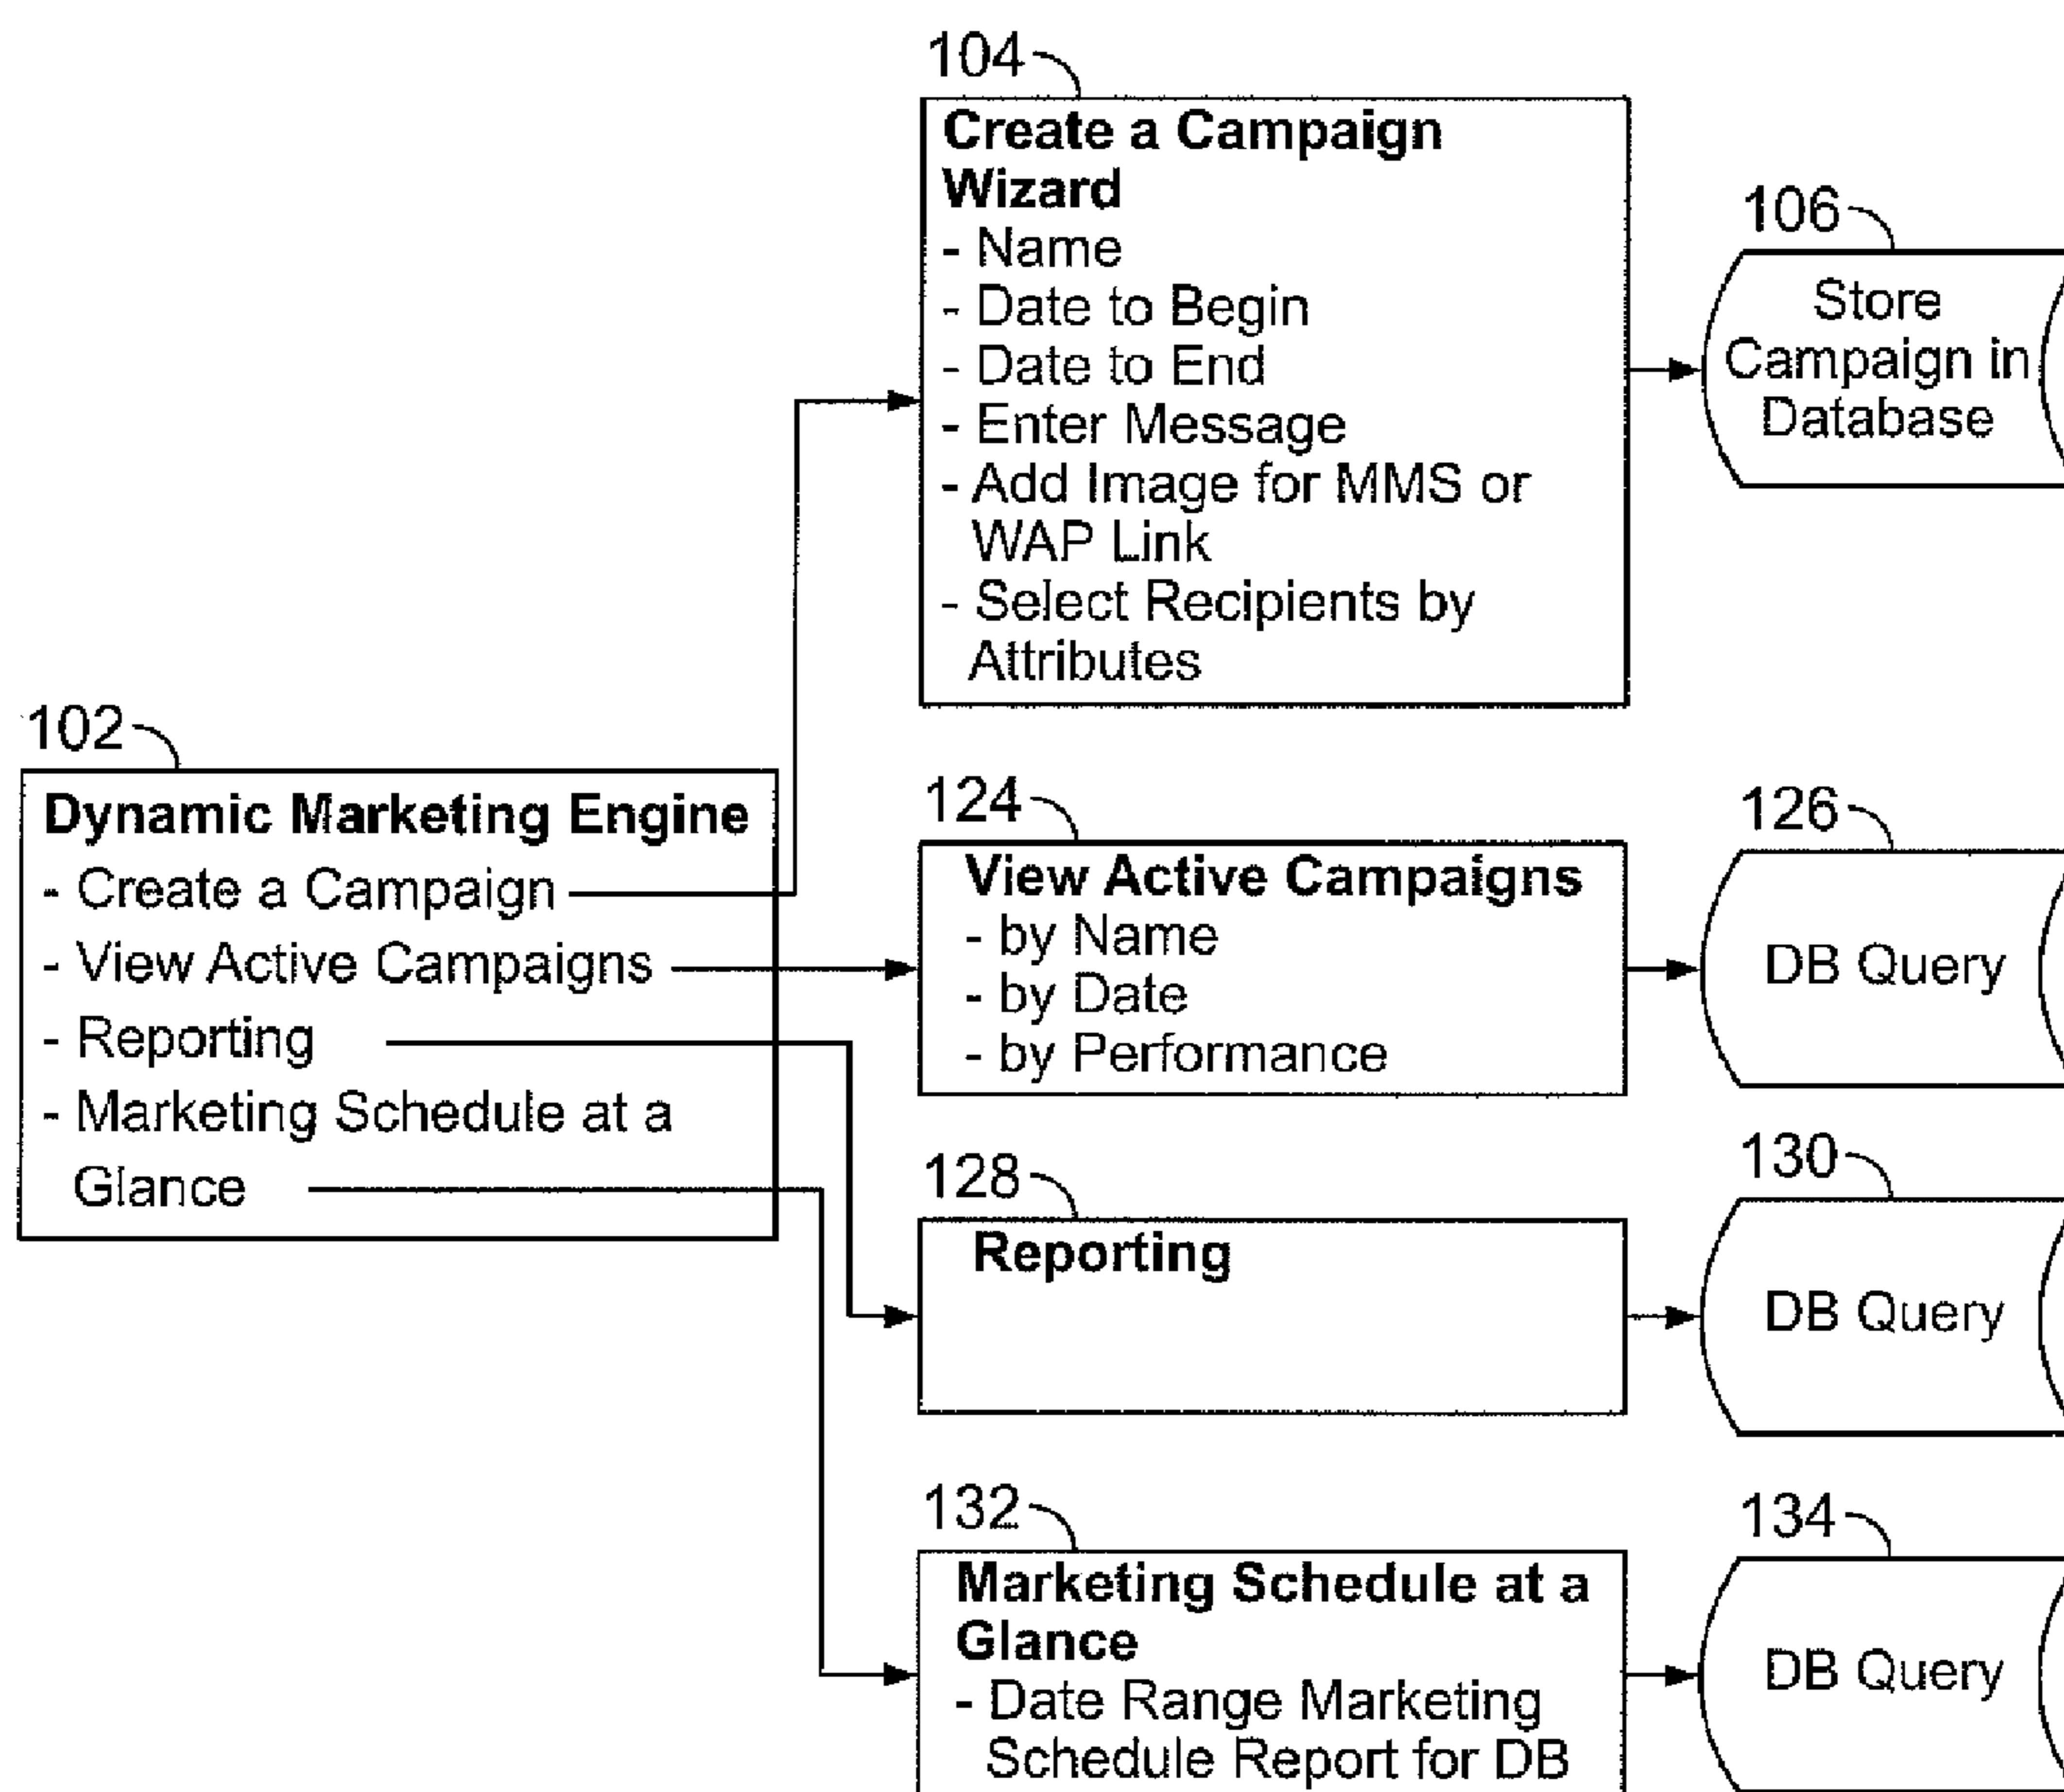 104
Create a Campaign
Wizard
- Name
- Date to Begin
- Date to End
- Enter Message
- Add Image for MMS or
WAP Link
- Select Recipients by
Attributes
106
Store
Campaign in
Database
102
Dynamic Marketing Engine
- Create a Campaign
- View Active Campaigns
- Reporting
- Marketing Schedule at a
Glance
124
View Active Campaigns
- by Name
- by Date
- by Performance
126
DB Query
128
Reporting
130
DB Query
132
Marketing Schedule at a
Glance
- Date Range Marketing
Schedule Report for DB
134
DB Query